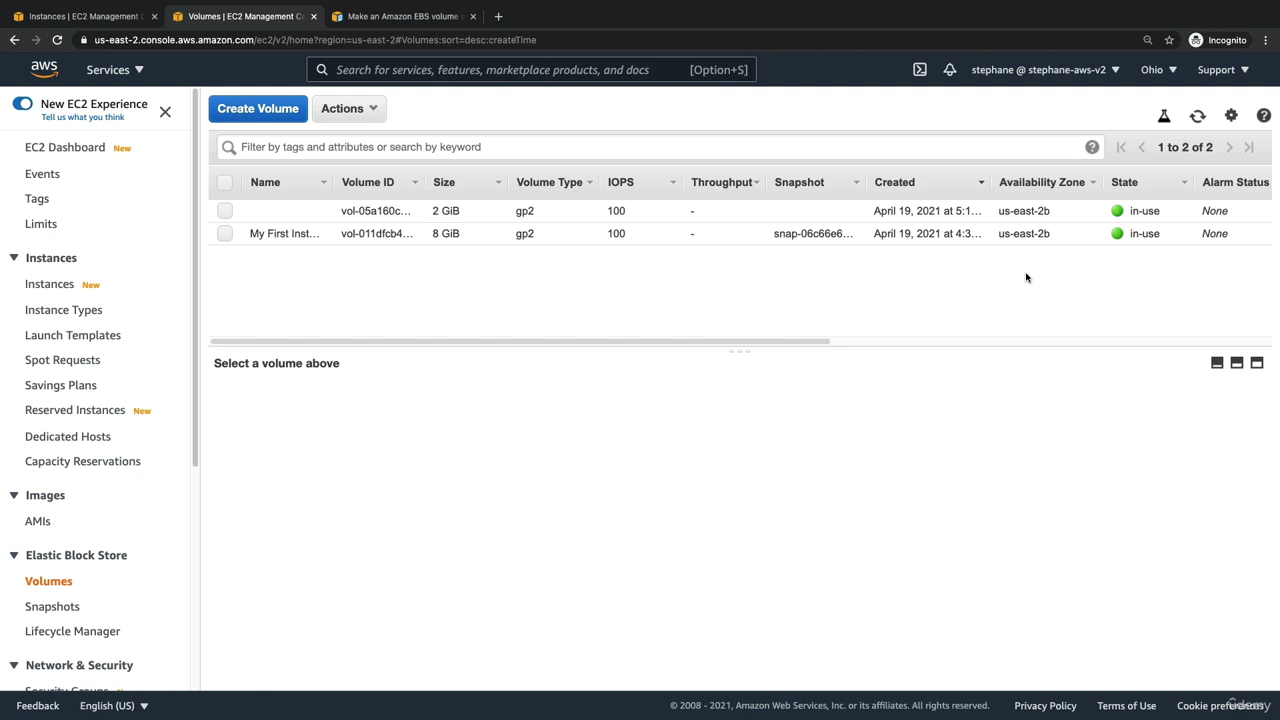 Instances | EC2 Management C
Volumes | EC2 Management Co
Make an Amazon EBS volume a
us-east-2.console.aws.amazon.com/ec2/v2/home?region=us-east-2#Volumes:sort=desc:createTime
Incognito
aws
Services
Search for services, features, marketplace products, and docs
[Option+S]
stephane @ stephane-aws-v2
Ohio
Support
New EC2 Experience
Tell us what you think
EC2 Dashboard New
Events
Tags
Limits
Instances
Instances New
Instance Types
Launch Templates
Spot Requests
Savings Plans
Reserved Instances New
Dedicated Hosts
Capacity Reservations
Images
AMIs
Elastic Block Store
Volumes
Snapshots
Lifecycle Manager
Network & Security
Security Groups
Create Volume
Actions
Filter by tags and attributes or search by keyword
1 to 2 of 2
Name Volume ID Size Volume Type IOPS Throughput Snapshot Created Availability Zone State Alarm Status
vol-05a160c... 2 GiB gp2 100 - April 19, 2021 at 5:1... us-east-2b in-use None
My First Inst... vol-011dfcb4... 8 GiB gp2 100 - snap-06c66e6... April 19, 2021 at 4:3... us-east-2b in-use None
Select a volume above
Feedback
English (US)
© 2008 - 2021, Amazon Web Services, Inc. or its affiliates. All rights reserved.
Privacy Policy
Terms of Use
Cookie preferences
Udemy